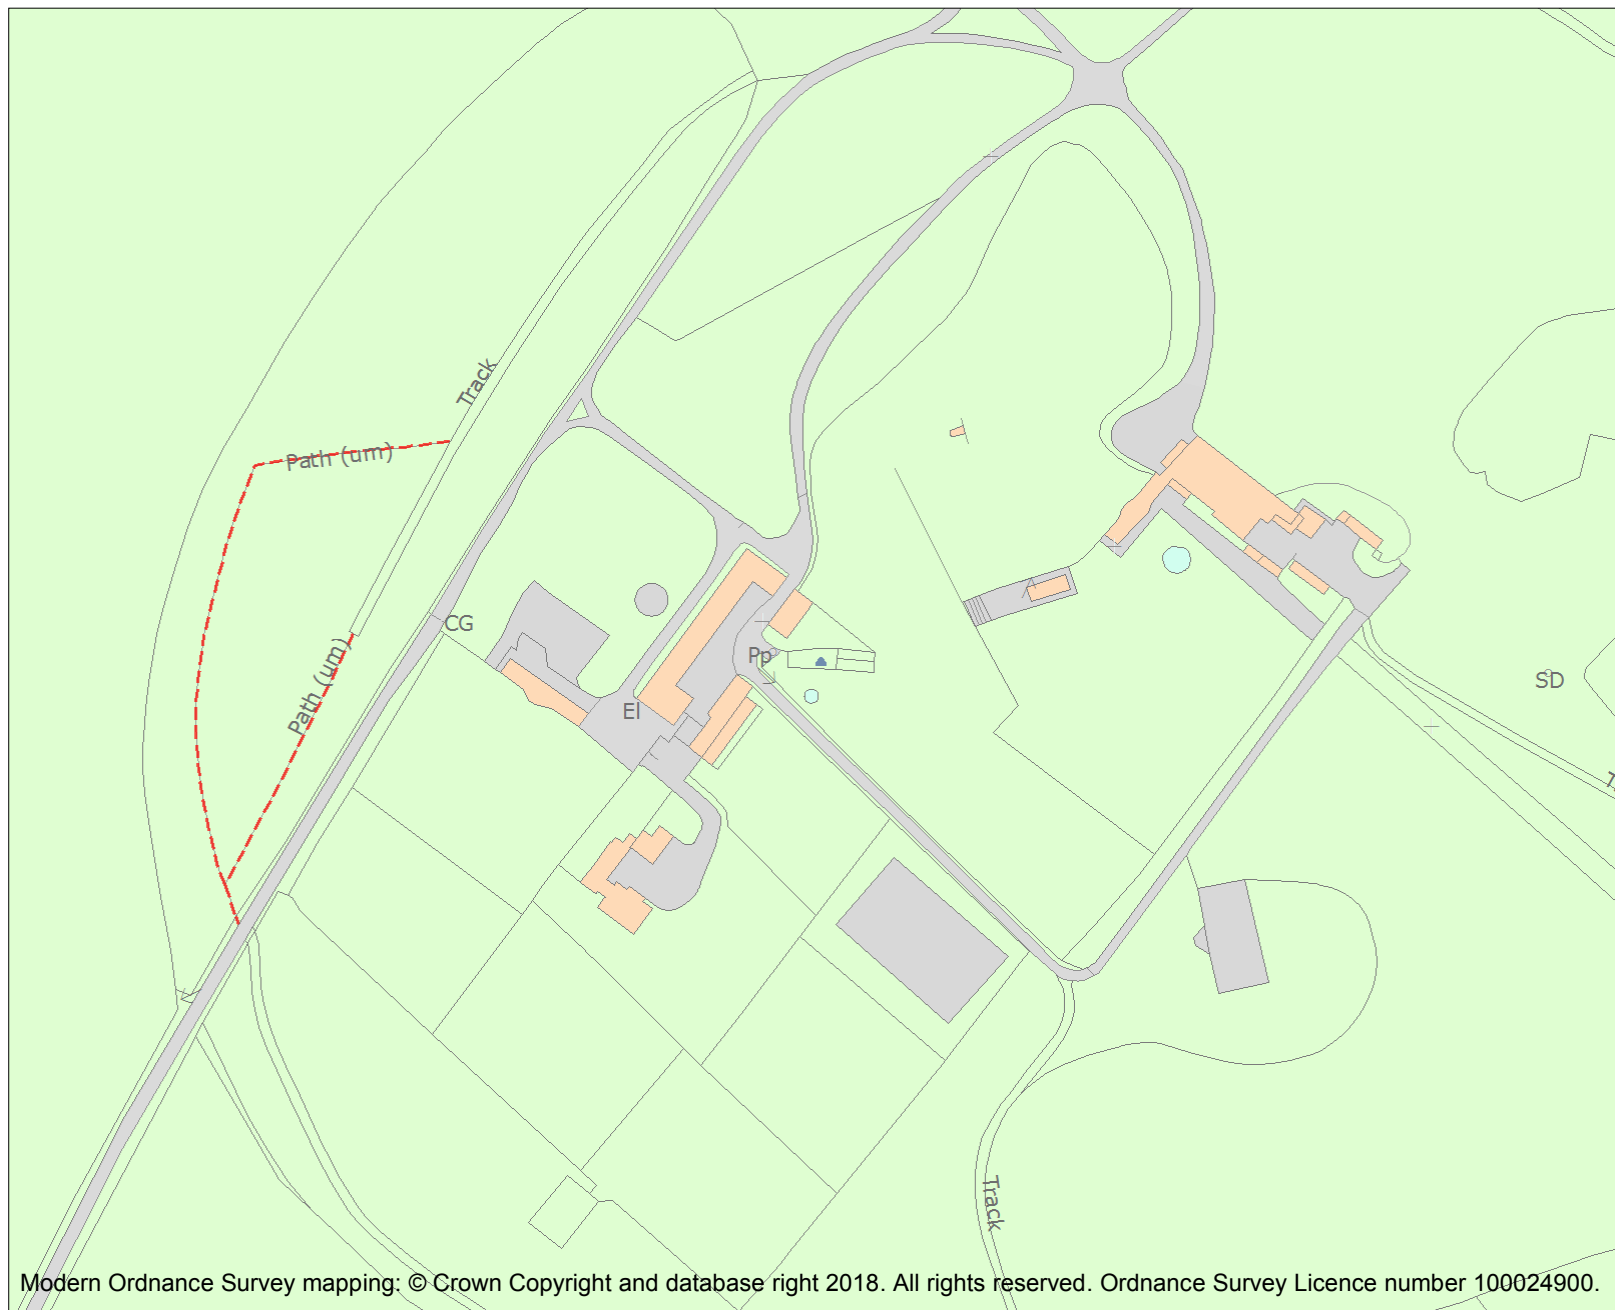 Track
Path (um)
CG
Path (um)
Pp
SD
El
Track
Modern Ordnance Survey mapping: © Crown Copyright and database right 2018. All rights reserved. Ordnance Survey Licence number 100024900.